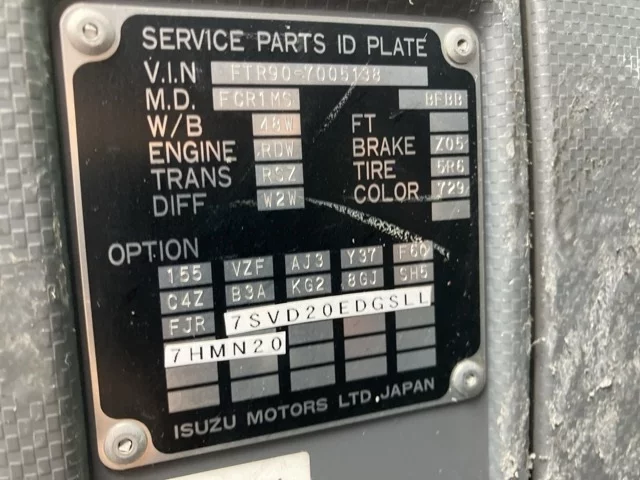 SERVICE PARTS ID PLATE
V.I.N FTR90-7005138
M.D. FCR1MS BFBB
W/B 48W FT
ENGINE RDW BRAKE Z05
TRANS RSZ TIRE 5R6
DIFF W2W COLOR 729
OPTION
155 VZF AJ3 Y37 F60
C4Z B3A KG2 8GJ SH5
FJR 7SVD20EDGSLL
7HMN20
ISUZU MOTORS LTD,JAPAN